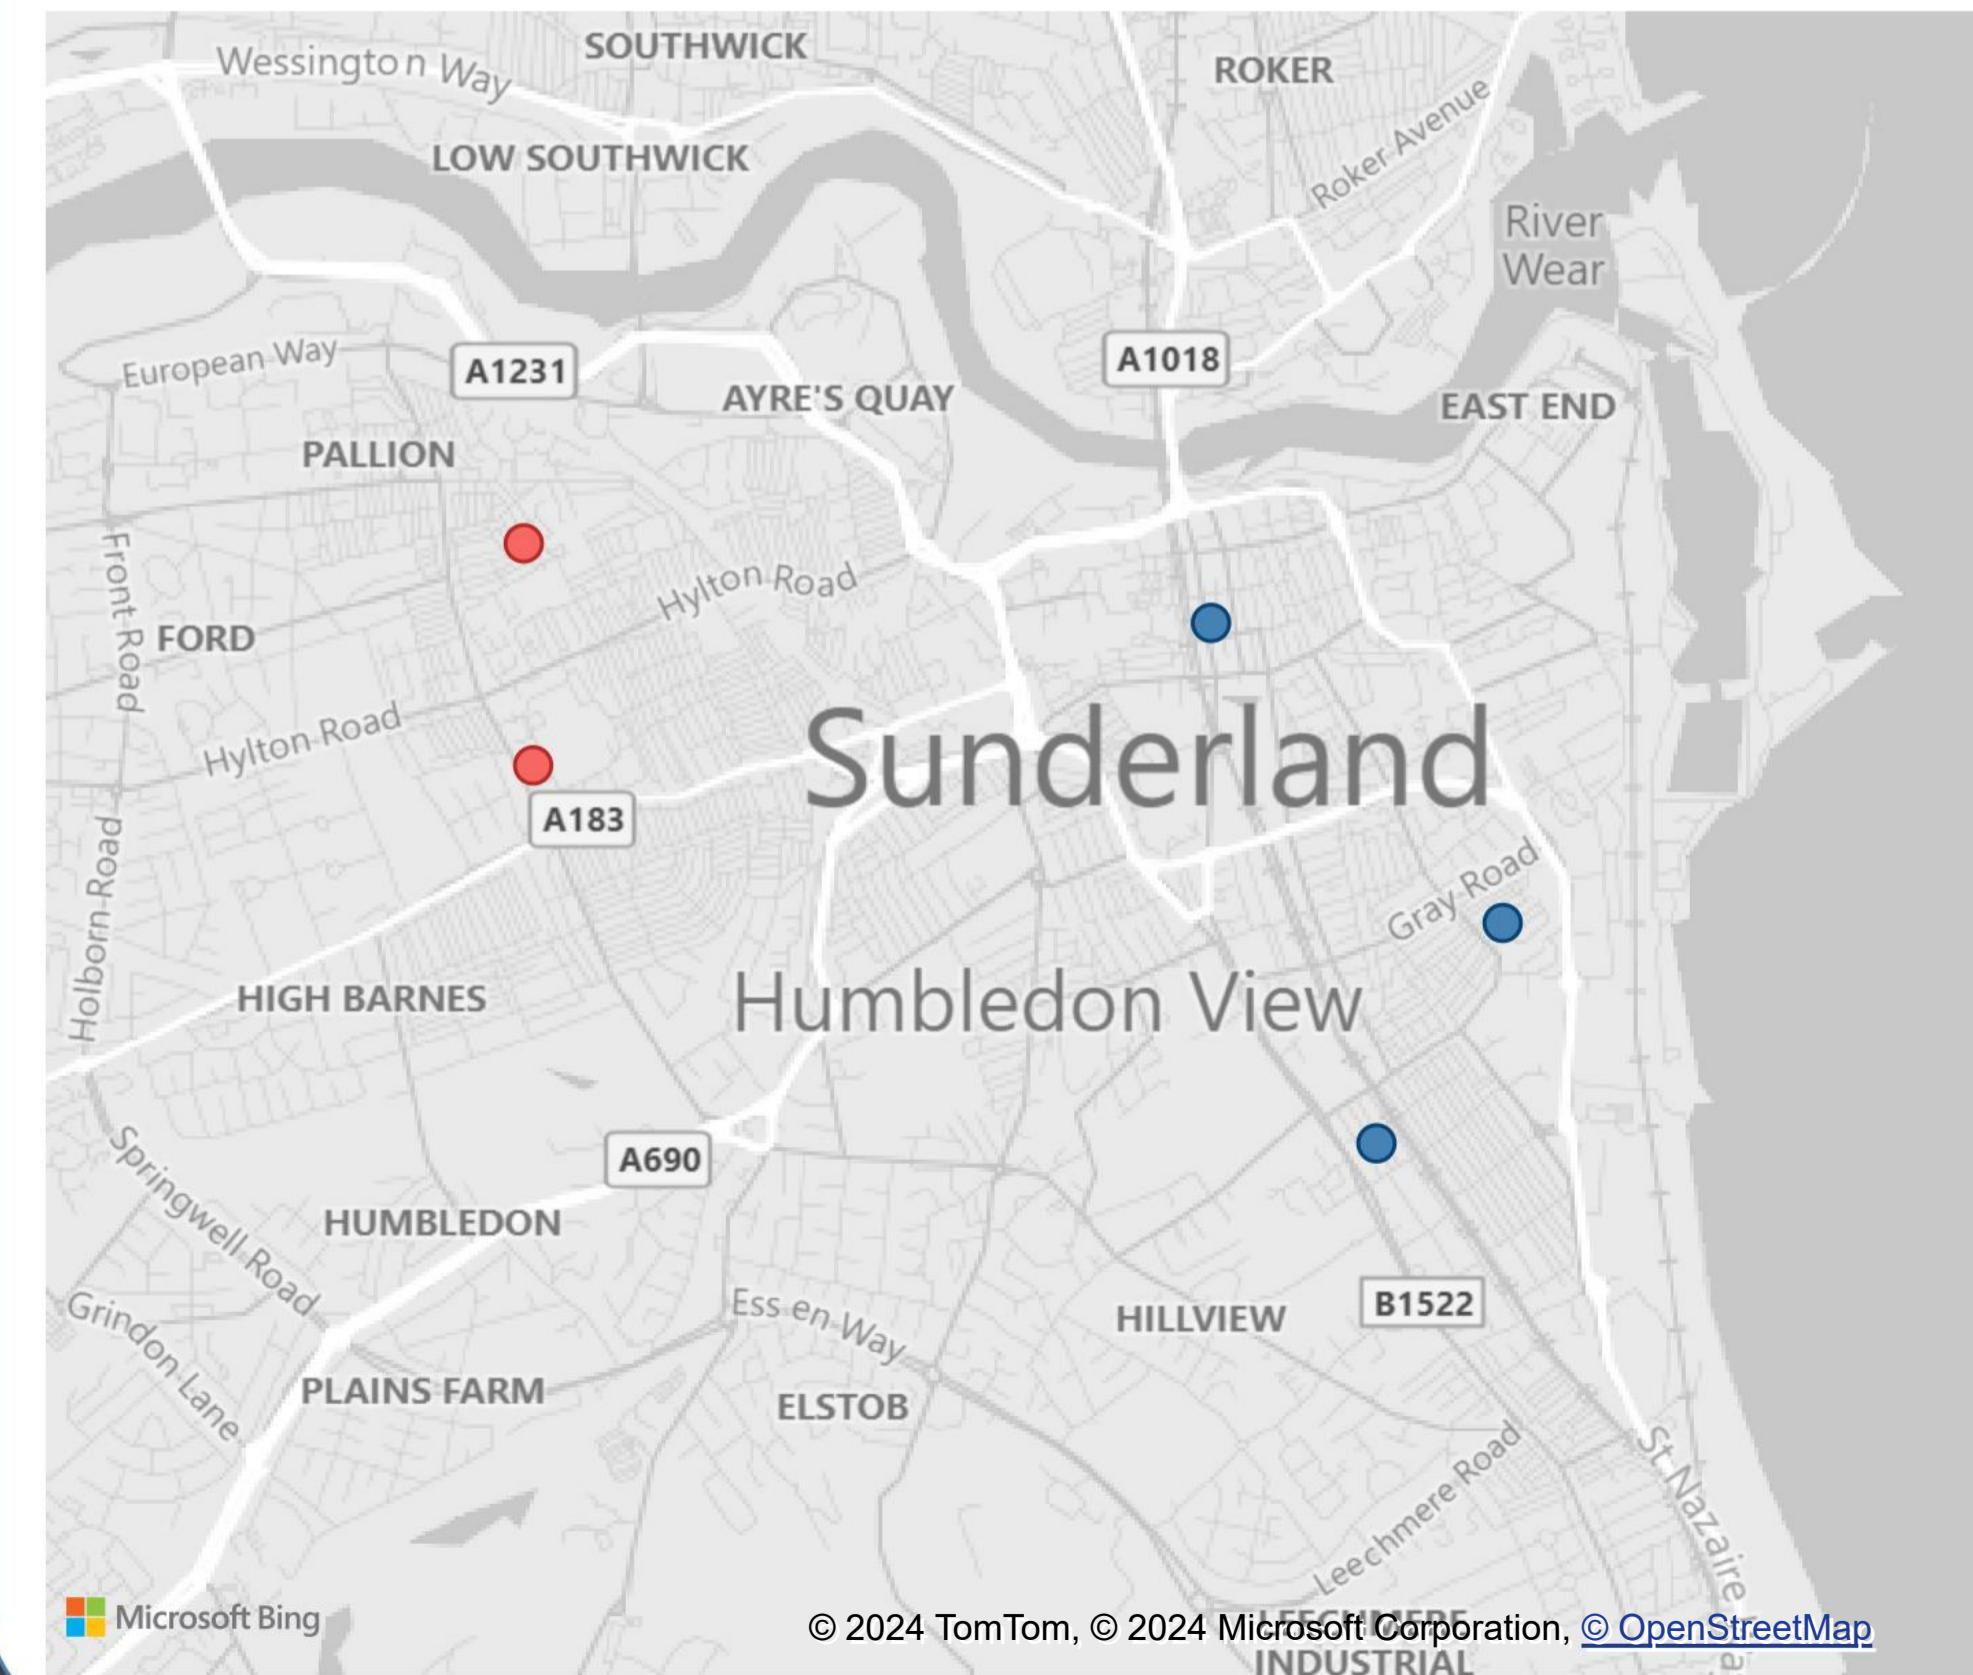 SOUTHWICK
Wessington Way
ROKER
Roker Avenue
LOW SOUTHWICK
River
Wear
European Way
A1231
A1018
AYRE'S QUAY
EAST END
PALLION
Front Road
Hylton Road
FORD
Hylton Road
Sunderland
A183
Holborn Road
Gray Road
HIGH BARNES
Humbledon View
A690
Springwell Road
HUMBLEDON
Grindon Lane
Essen Way
HILLVIEW
B1522
PLAINS FARM
ELSTOB
Leechmere Road
St Nazaire
Microsoft Bing
© 2024 TomTom, © 2024 Microsoft Corporation, © OpenStreetMap
LEECHMERE
INDUSTRIAL